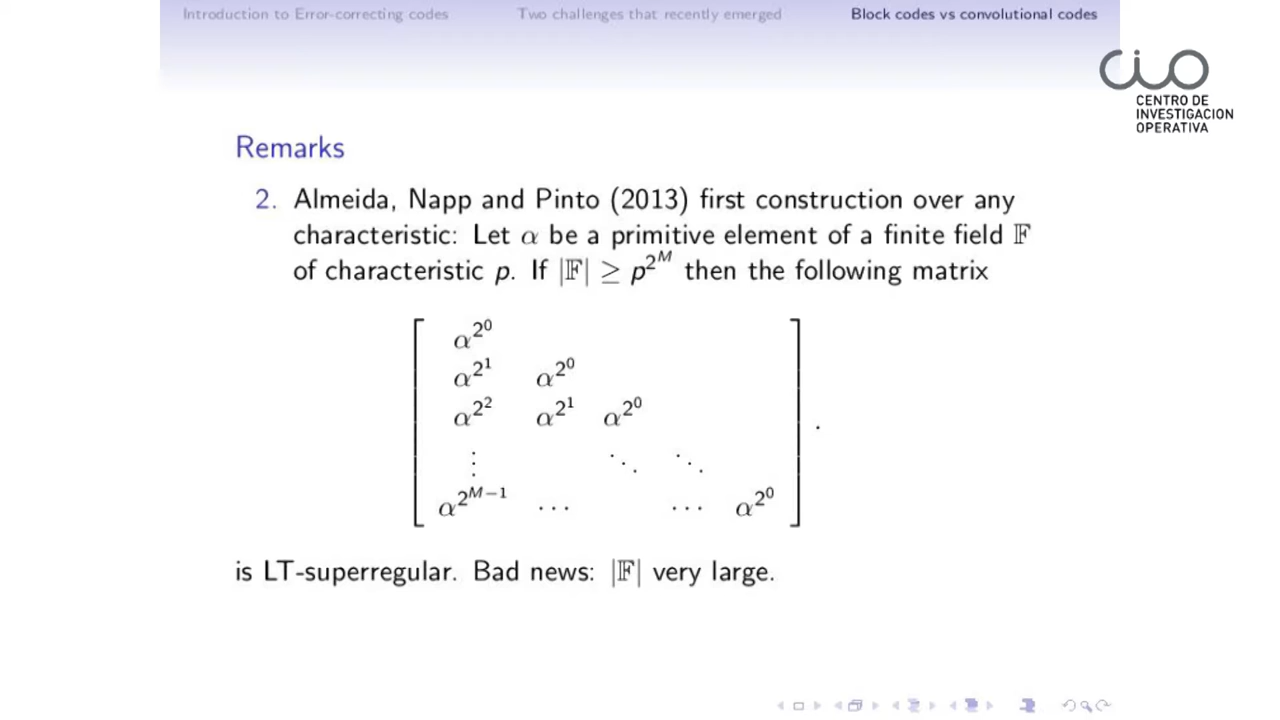 Introduction to Error-correcting codes Two challenges that recently emerged Block codes vs convolutional codes
CIO
CENTRO DE
INVESTIGACION
OPERATIVA
Remarks
2. Almeida, Napp and Pinto (2013) first construction over any
characteristic: Let α be a primitive element of a finite field 𝔽
of characteristic p. If |𝔽| ≥ p^{2^M} then the following matrix
α^{2^0}
α^{2^1} α^{2^0}
α^{2^2} α^{2^1} α^{2^0}
⋮ ⋱ ⋱
α^{2^{M−1}} ⋯ ⋯ α^{2^0}
.
is LT-superregular. Bad news: |𝔽| very large.